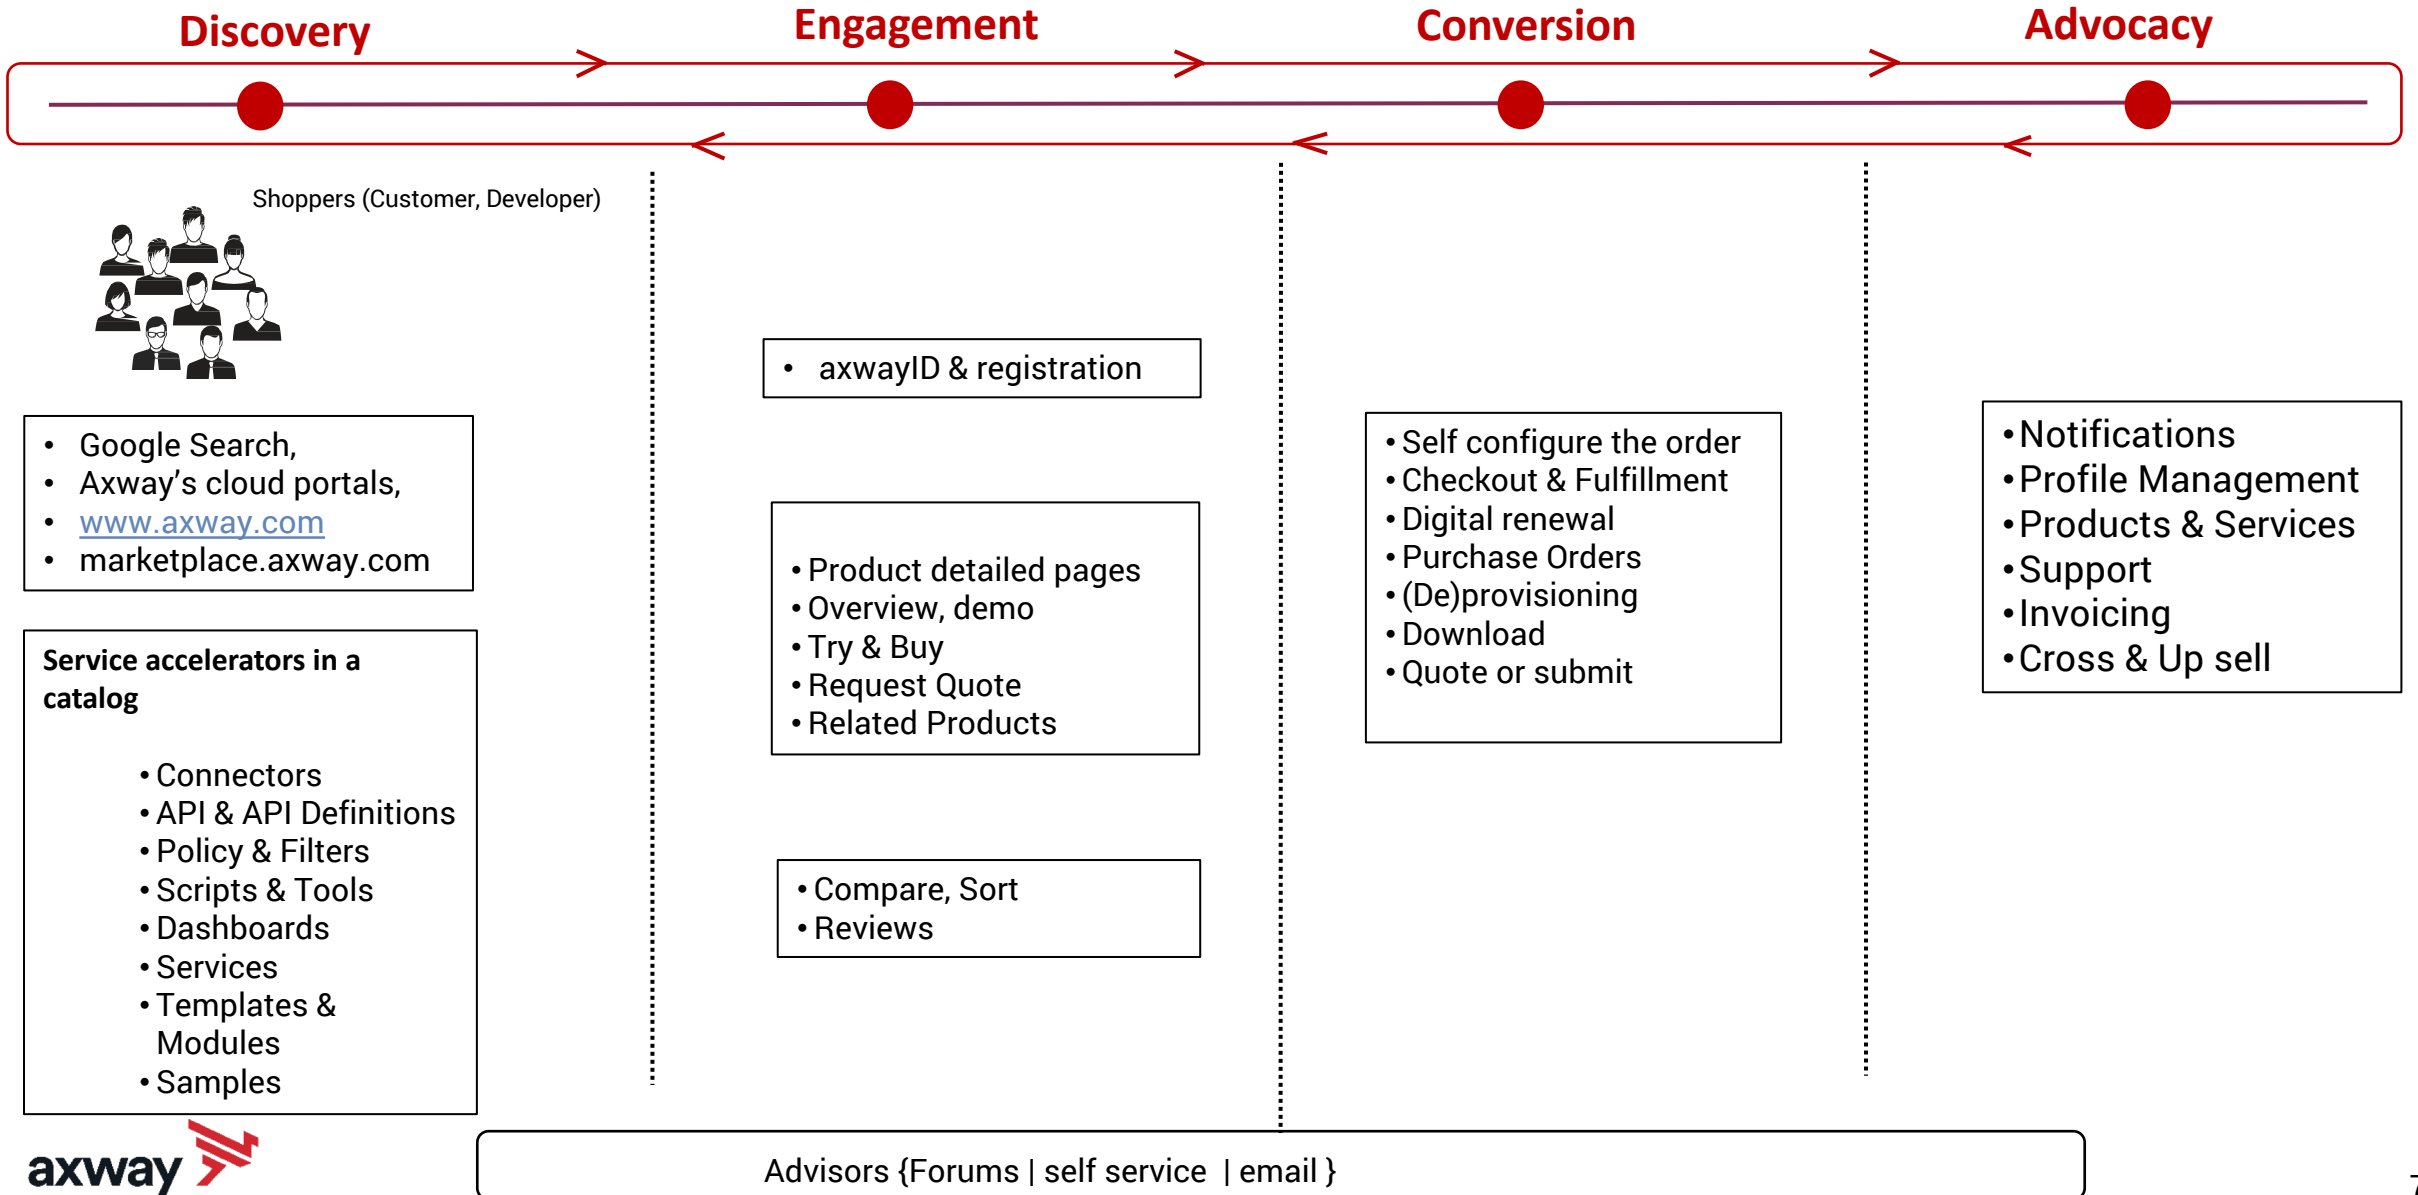 Discovery
Engagement
Conversion
Advocacy
Shoppers (Customer, Developer)
• Google Search,
• Axway’s cloud portals,
• www.axway.com
• marketplace.axway.com
Service accelerators in a
catalog
• Connectors
• API & API Definitions
• Policy & Filters
• Scripts & Tools
• Dashboards
• Services
• Templates &
Modules
• Samples
• axwayID & registration
• Product detailed pages
• Overview, demo
• Try & Buy
• Request Quote
• Related Products
• Compare, Sort
• Reviews
• Self configure the order
• Checkout & Fulfillment
• Digital renewal
• Purchase Orders
• (De)provisioning
• Download
• Quote or submit
• Notifications
• Profile Management
• Products & Services
• Support
• Invoicing
• Cross & Up sell
axway
Advisors {Forums | self service | email }